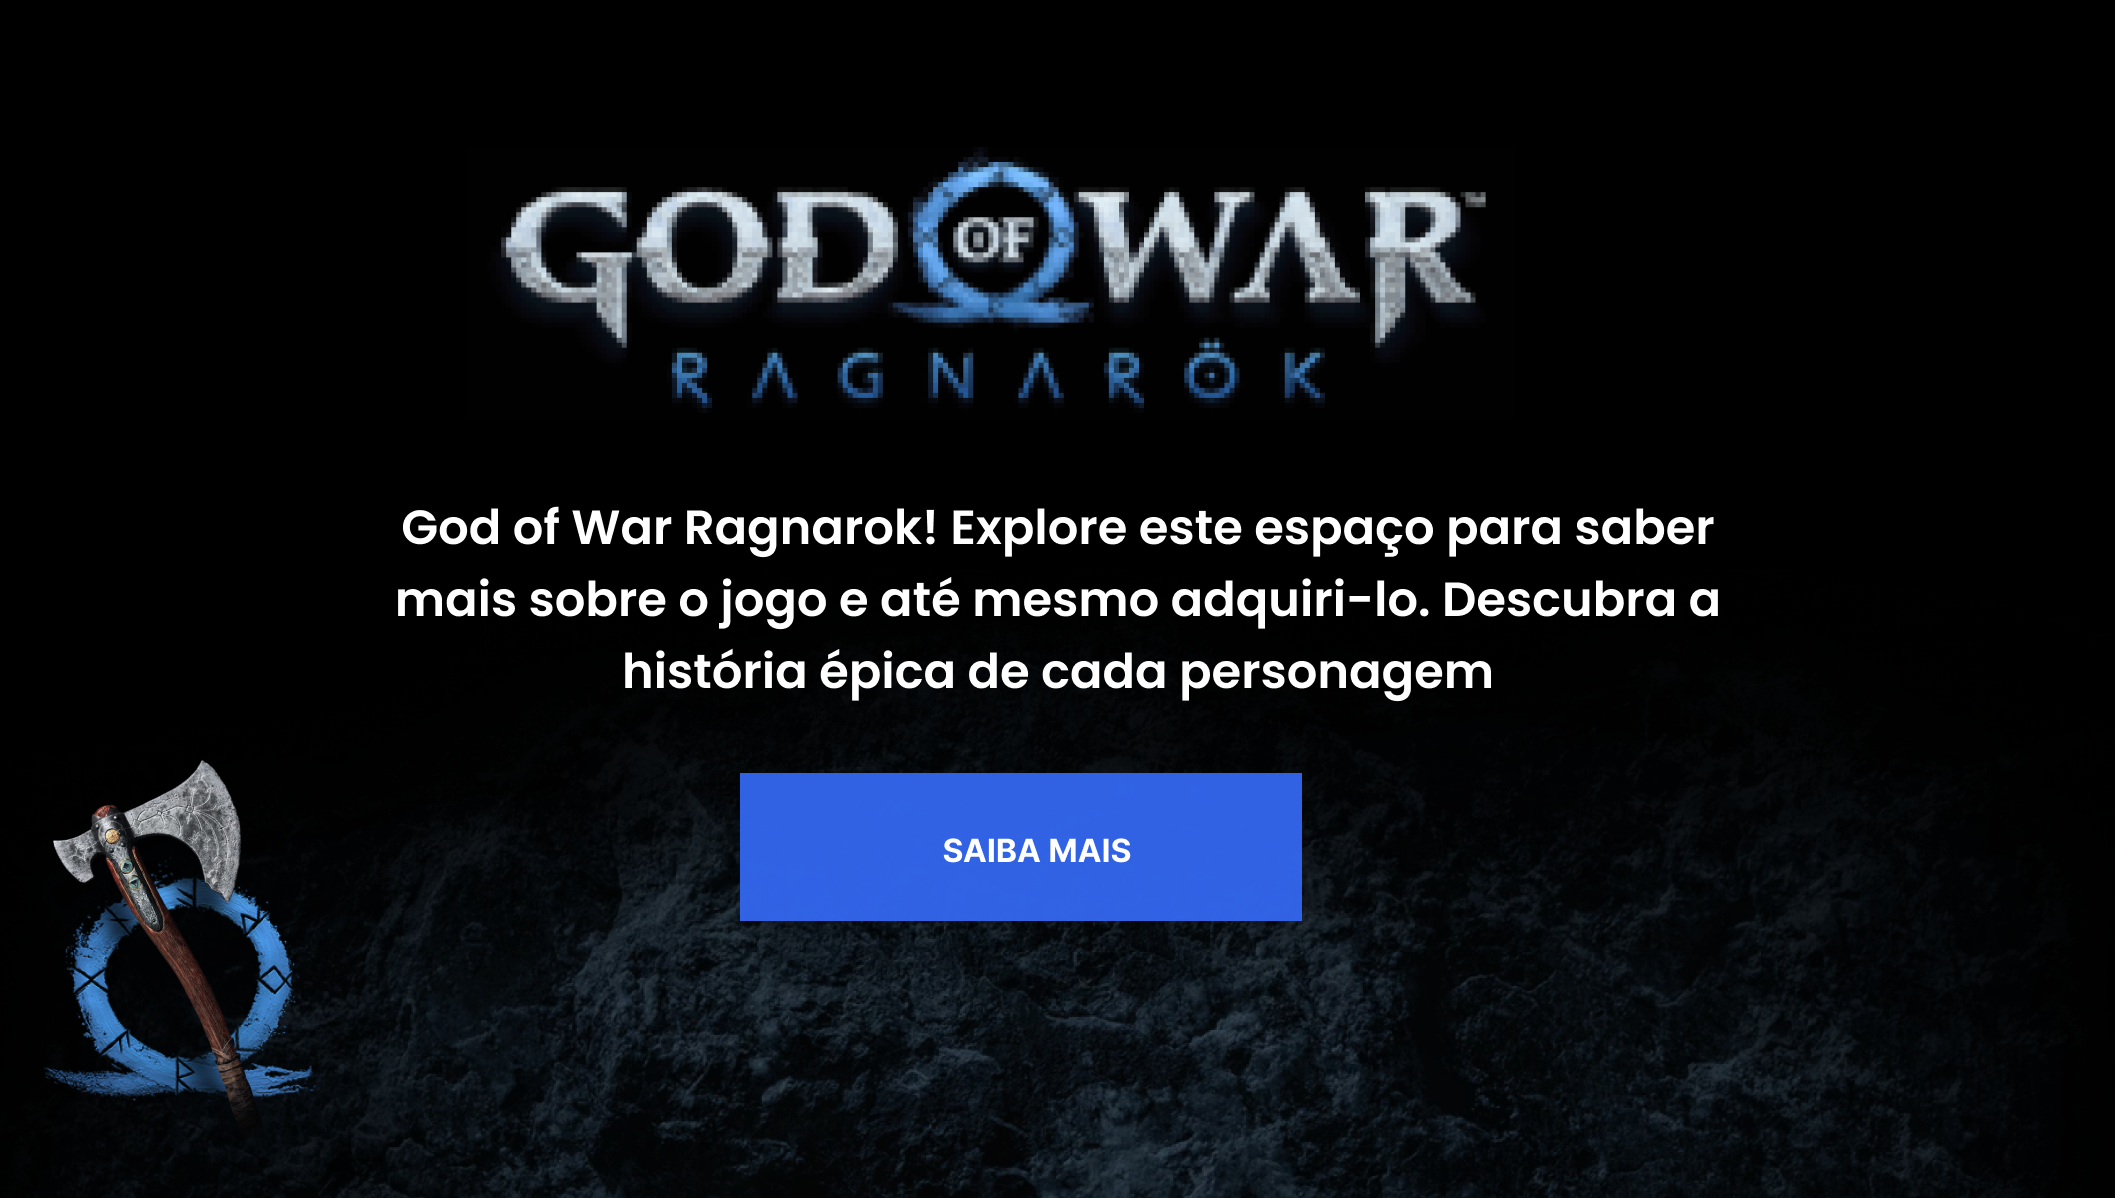 GOD OF WAR™
RAGNARÖK
God of War Ragnarok! Explore este espaço para saber
mais sobre o jogo e até mesmo adquiri-lo. Descubra a
história épica de cada personagem
SAIBA MAIS